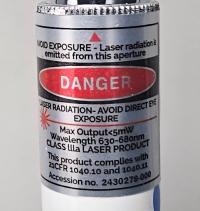 AVOID EXPOSURE - Laser radiation is
emitted from this aperture
DANGER
LASER RADIATION- AVOID DIRECT EYE
EXPOSURE
Max Output<5mW
Wavelength 630-680nm
CLASS IIIa LASER PRODUCT
This product complies with
21CFR 1040.10 and 1040.11
Accession no. 2430278-000